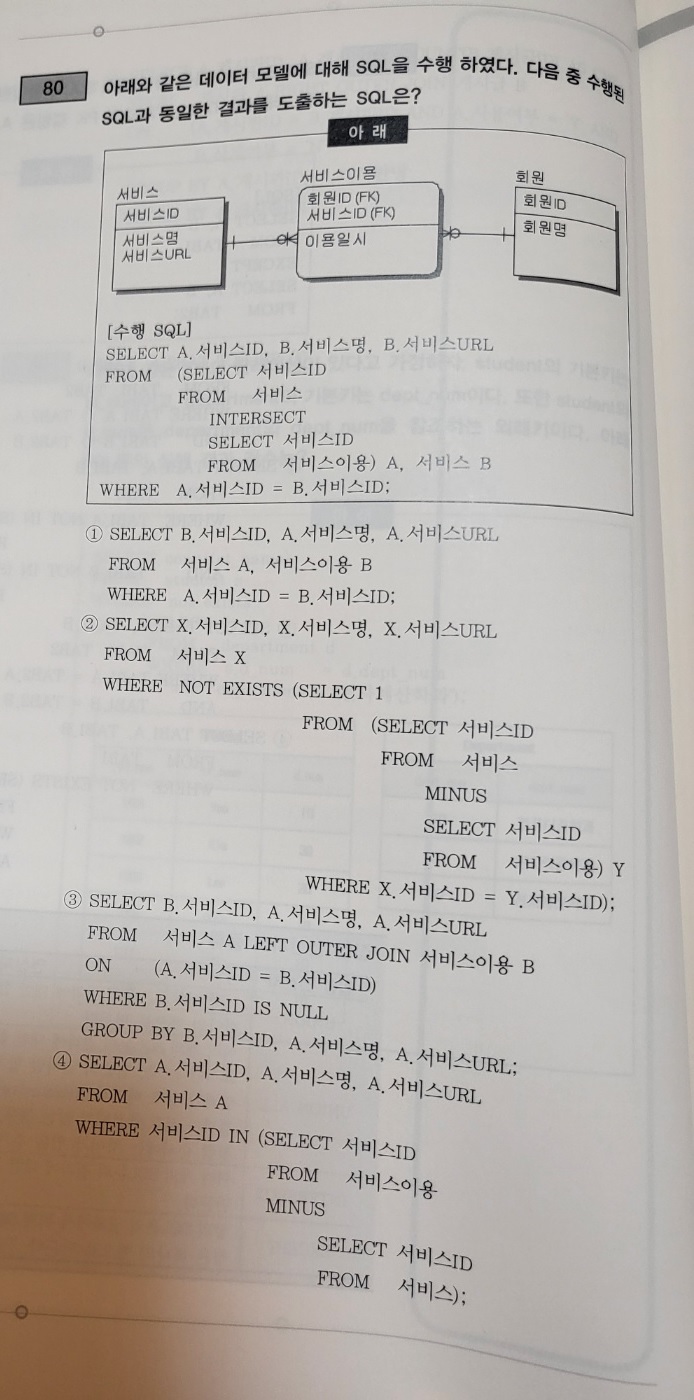 80 아래와 같은 데이터 모델에 대해 SQL을 수행 하였다. 다음 중 수행된
SQL과 동일한 결과를 도출하는 SQL은?
아 래
서비스
서비스ID
서비스명
서비스URL
서비스이용
회원ID (FK)
서비스ID (FK)
이용일시
회원
회원ID
회원명
[수행 SQL]
SELECT A.서비스ID, B.서비스명, B.서비스URL
FROM (SELECT 서비스ID
FROM 서비스
INTERSECT
SELECT 서비스ID
FROM 서비스이용) A, 서비스 B
WHERE A.서비스ID = B.서비스ID;
① SELECT B.서비스ID, A.서비스명, A.서비스URL
FROM 서비스 A, 서비스이용 B
WHERE A.서비스ID = B.서비스ID;
② SELECT X.서비스ID, X.서비스명, X.서비스URL
FROM 서비스 X
WHERE NOT EXISTS (SELECT 1
FROM (SELECT 서비스ID
FROM 서비스
MINUS
SELECT 서비스ID
FROM 서비스이용) Y
WHERE X.서비스ID = Y.서비스ID);
③ SELECT B.서비스ID, A.서비스명, A.서비스URL
FROM 서비스 A LEFT OUTER JOIN 서비스이용 B
ON (A.서비스ID = B.서비스ID)
WHERE B.서비스ID IS NULL
GROUP BY B.서비스ID, A.서비스명, A.서비스URL;
④ SELECT A.서비스ID, A.서비스명, A.서비스URL
FROM 서비스 A
WHERE 서비스ID IN (SELECT 서비스ID
FROM 서비스이용
MINUS
SELECT 서비스ID
FROM 서비스);